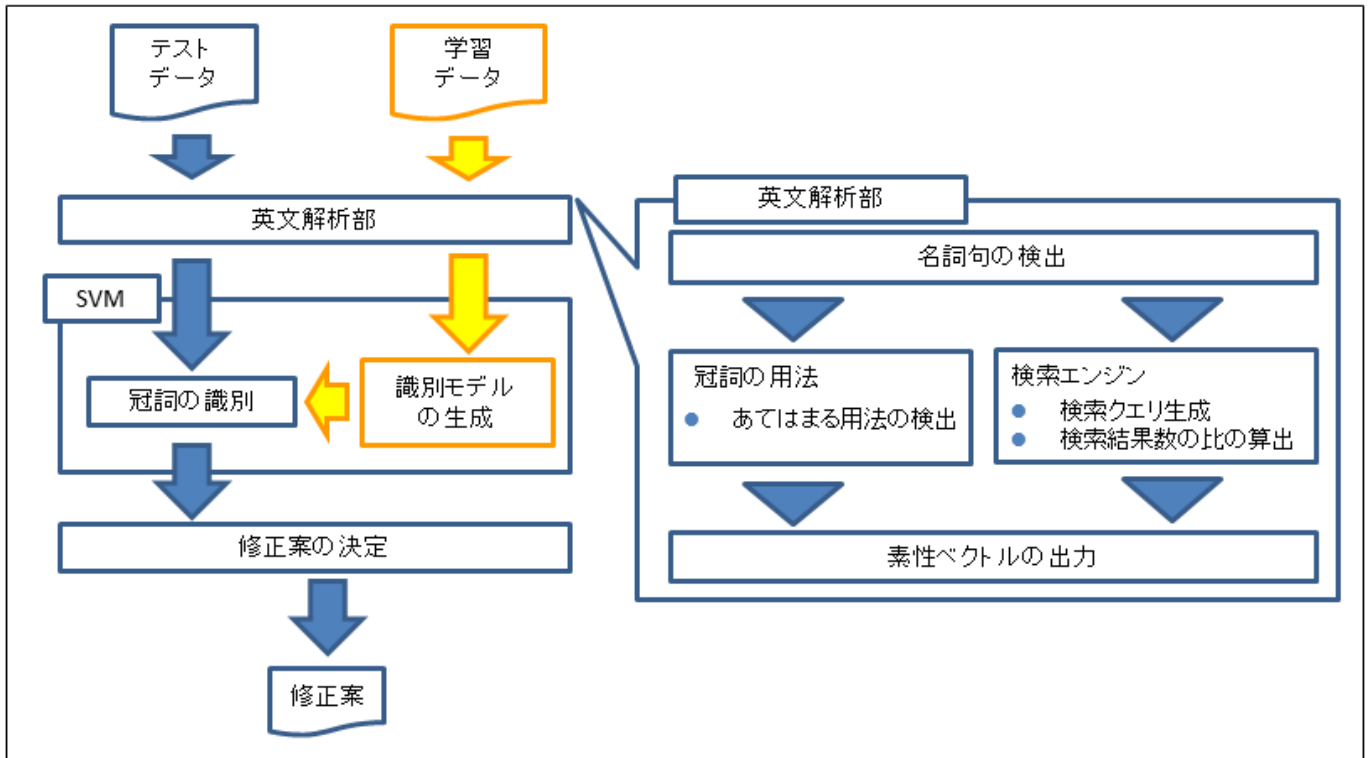 テスト
データ
学習
データ
英文解析部
SVM
冠詞の識別
識別モデル
の生成
修正案の決定
修正案
英文解析部
名詞句の検出
冠詞の用法
● あてはまる用法の検出
検索エンジン
● 検索クエリ生成
● 検索結果数の比の算出
素性ベクトルの出力